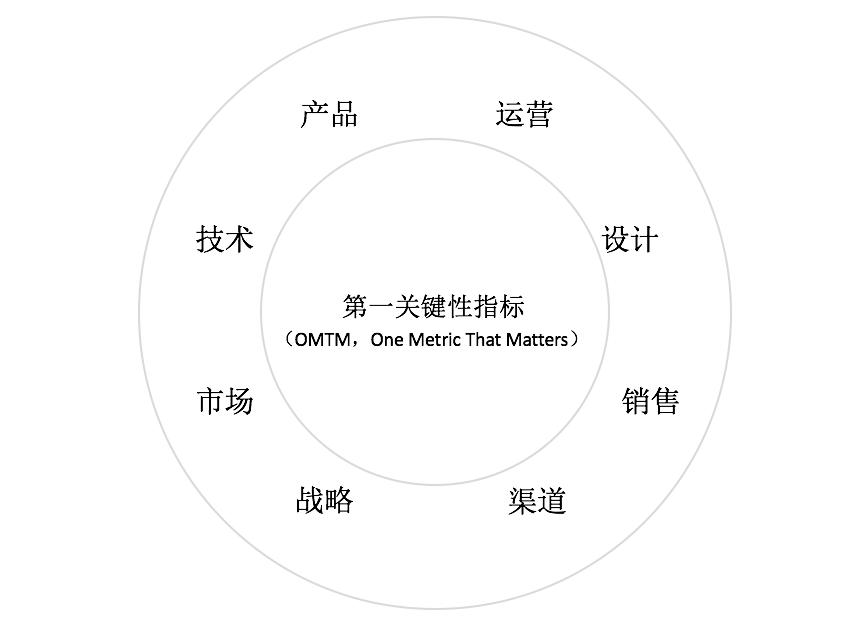 产品
运营
技术
设计
第一关键性指标
（OMTM，One Metric That Matters）
市场
销售
战略
渠道